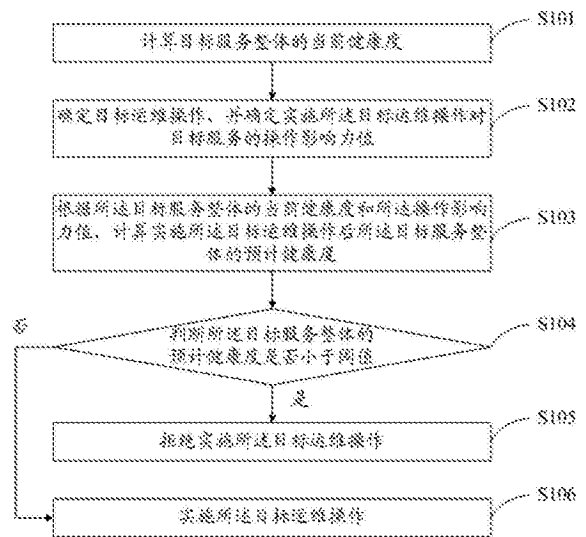 S101
计算目标服务整体的当前健康度
S102
确定目标运维操作、并确定实施所述目标运维操作对
目标服务的操作影响力值
S103
根据所述目标服务整体的当前健康度和所述操作影响
力值、计算实施所述目标运维操作后所述目标服务整
体的预计健康度
S104
否
判断所述目标服务整体的
预计健康度是否小于阈值
是
S105
拒绝实施所述目标运维操作
S106
实施所述目标运维操作